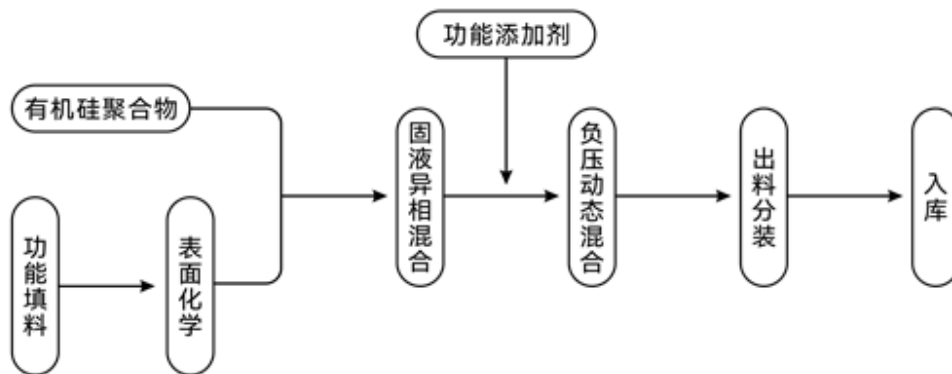 功能添加剂
有机硅聚合物
功能填料
表面化学
固液异相混合
负压动态混合
出料分装
入库